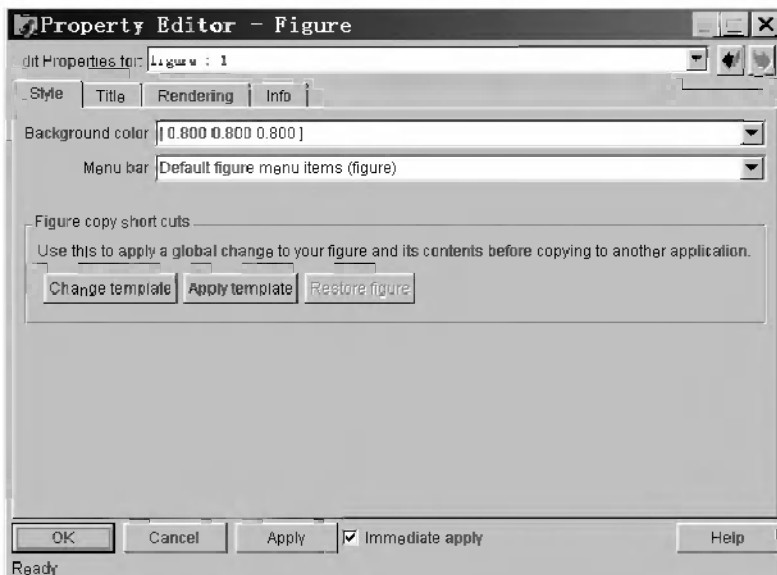 Property Editor - Figure
dit Properties for: figure : 1
Style Title Rendering Info
Background color [ 0.800 0.800 0.800 ]
Menu bar Default figure menu items (figure)
Figure copy short cuts
Use this to apply a global change to your figure and its contents before copying to another application.
Change template Apply template Restore figure
OK Cancel Apply Immediate apply Help
Ready